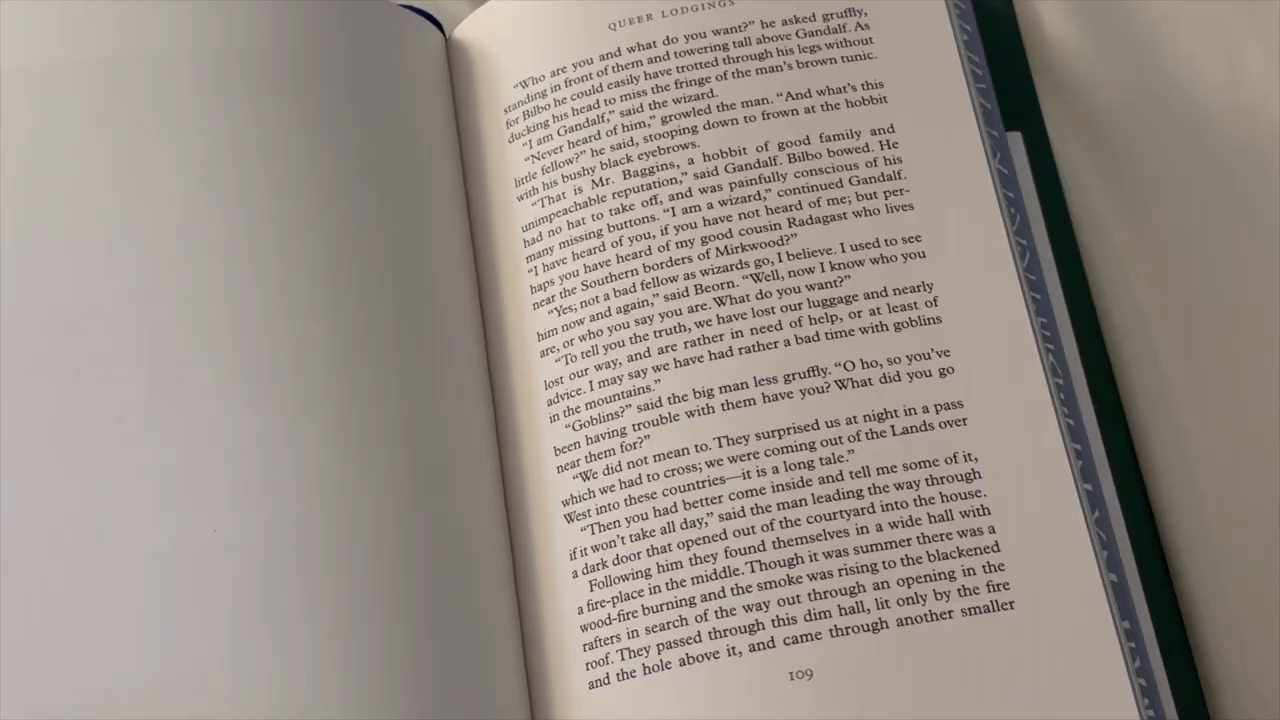 QUEER LODGINGS
“Who are you and what do you want?” he asked gruffly,
standing in front of them and towering tall above Gandalf. As
for Bilbo he could easily have trotted through his legs without
ducking his head to miss the fringe of the man’s brown tunic.
“I am Gandalf,” said the wizard.
“Never heard of him,” growled the man. “And what’s this
little fellow?” he said, stooping down to frown at the hobbit
with his bushy black eyebrows.
“That is Mr. Baggins, a hobbit of good family and
unimpeachable reputation,” said Gandalf. Bilbo bowed. He
had no hat to take off, and was painfully conscious of his
many missing buttons. “I am a wizard,” continued Gandalf.
“I have heard of you, if you have not heard of me; but per-
haps you have heard of my good cousin Radagast who lives
near the Southern borders of Mirkwood?”
“Yes; not a bad fellow as wizards go, I believe. I used to see
him now and again,” said Beorn. “Well, now I know who you
are, or who you say you are. What do you want?”
“To tell you the truth, we have lost our luggage and nearly
lost our way, and are rather in need of help, or at least of
advice. I may say we have had rather a bad time with goblins
in the mountains.”
“Goblins?” said the big man less gruffly. “O ho, so you’ve
been having trouble with them have you? What did you go
near them for?”
“We did not mean to. They surprised us at night in a pass
which we had to cross; we were coming out of the Lands over
West into these countries—it is a long tale.”
“Then you had better come inside and tell me some of it,
if it won’t take all day,” said the man leading the way through
a dark door that opened out of the courtyard into the house.
Following him they found themselves in a wide hall with
a fire-place in the middle. Though it was summer there was a
wood-fire burning and the smoke was rising to the blackened
rafters in search of the way out through an opening in the
roof. They passed through this dim hall, lit only by the fire
and the hole above it, and came through another smaller
109